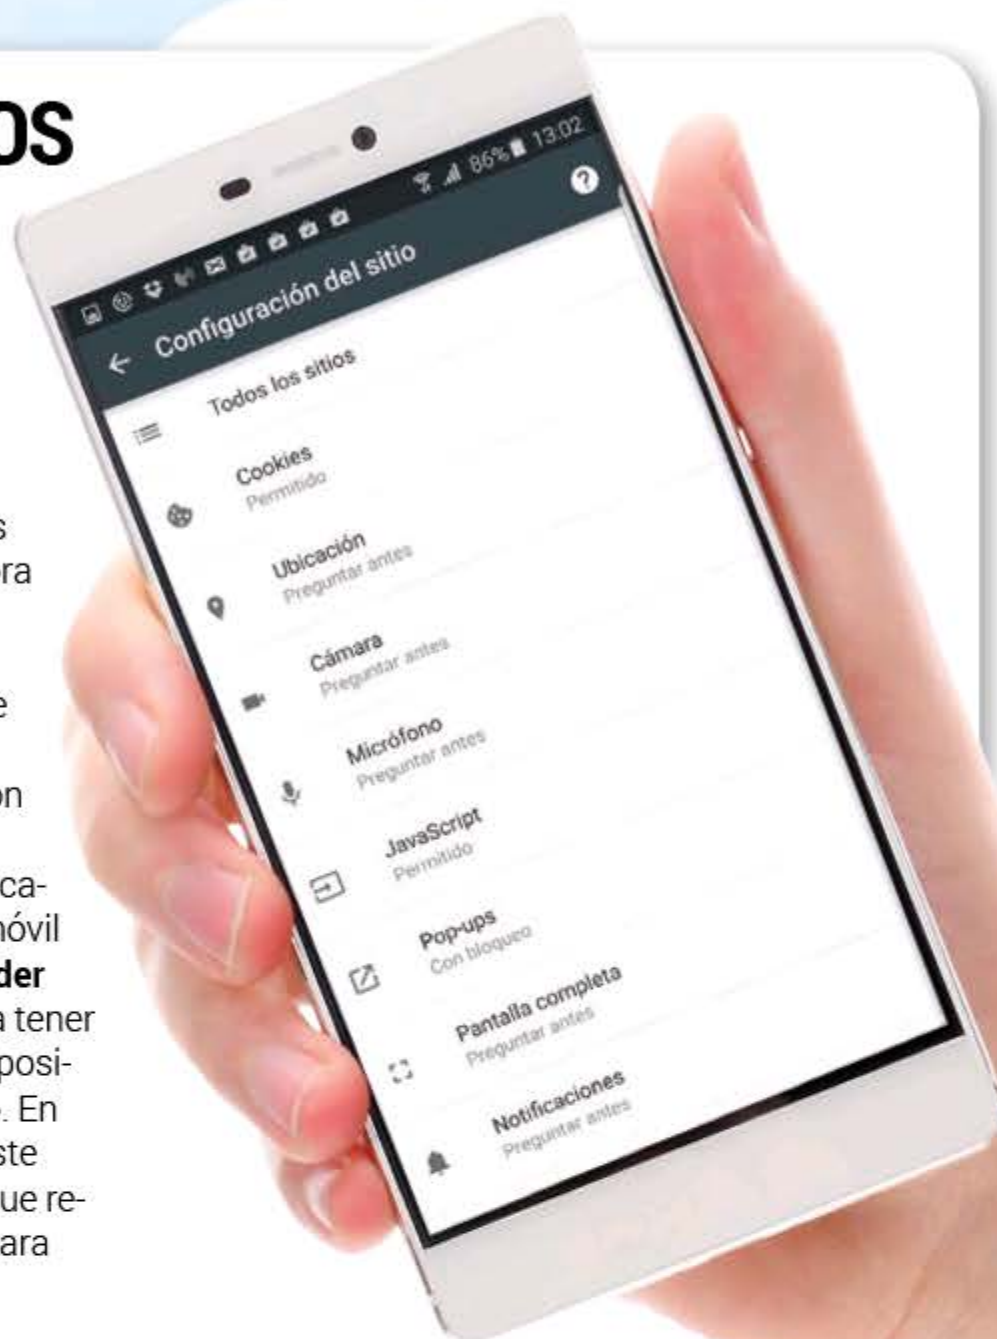 OS
86% 13:02
Configuración del sitio
Todos los sitios
Cookies
Permitido
Ubicación
Preguntar antes
Cámara
Preguntar antes
Micrófono
Preguntar antes
JavaScript
Permitido
Pop-ups
Con bloqueo
Pantalla completa
Preguntar antes
Notificaciones
Preguntar antes
s
ra
e
on
ca-
móvil
der
a tener
posi-
. En
ste
ue re-
ara